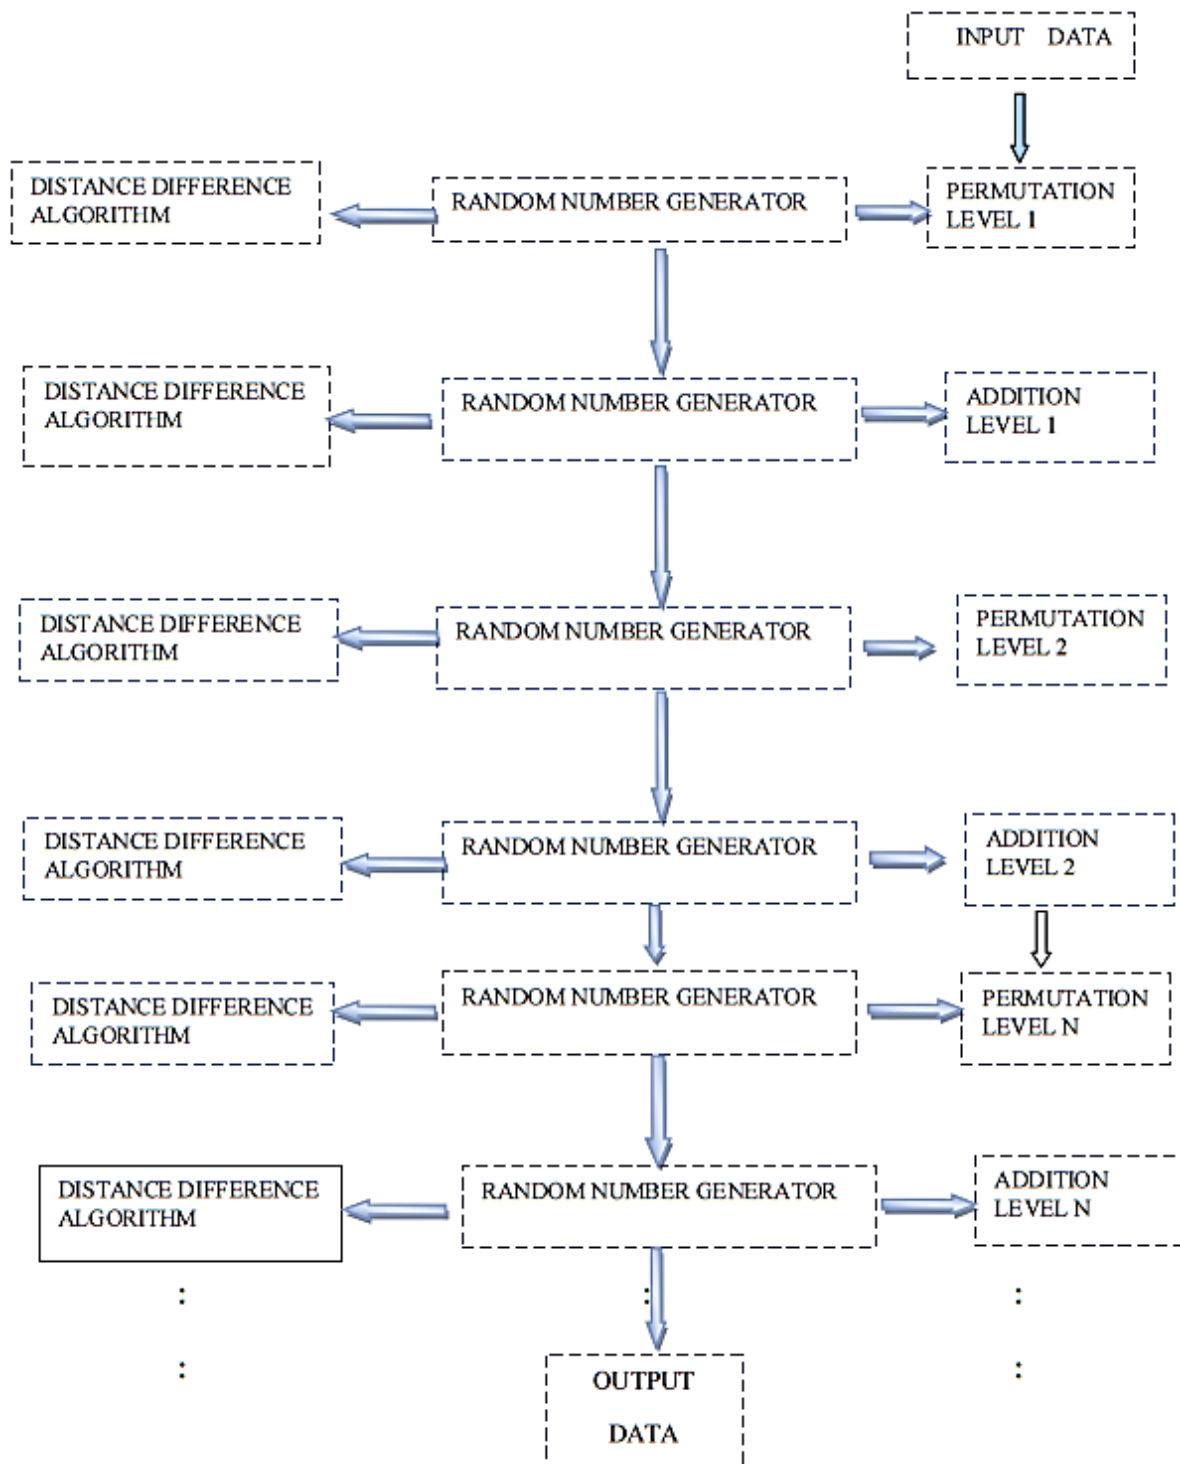 INPUT DATA
DISTANCE DIFFERENCE
ALGORITHM
RANDOM NUMBER GENERATOR
PERMUTATION
LEVEL 1
DISTANCE DIFFERENCE
ALGORITHM
RANDOM NUMBER GENERATOR
ADDITION
LEVEL 1
DISTANCE DIFFERENCE
ALGORITHM
RANDOM NUMBER GENERATOR
PERMUTATION
LEVEL 2
DISTANCE DIFFERENCE
ALGORITHM
RANDOM NUMBER GENERATOR
ADDITION
LEVEL 2
DISTANCE DIFFERENCE
ALGORITHM
RANDOM NUMBER GENERATOR
PERMUTATION
LEVEL N
DISTANCE DIFFERENCE
ALGORITHM
RANDOM NUMBER GENERATOR
ADDITION
LEVEL N
: : :
: :
OUTPUT
DATA